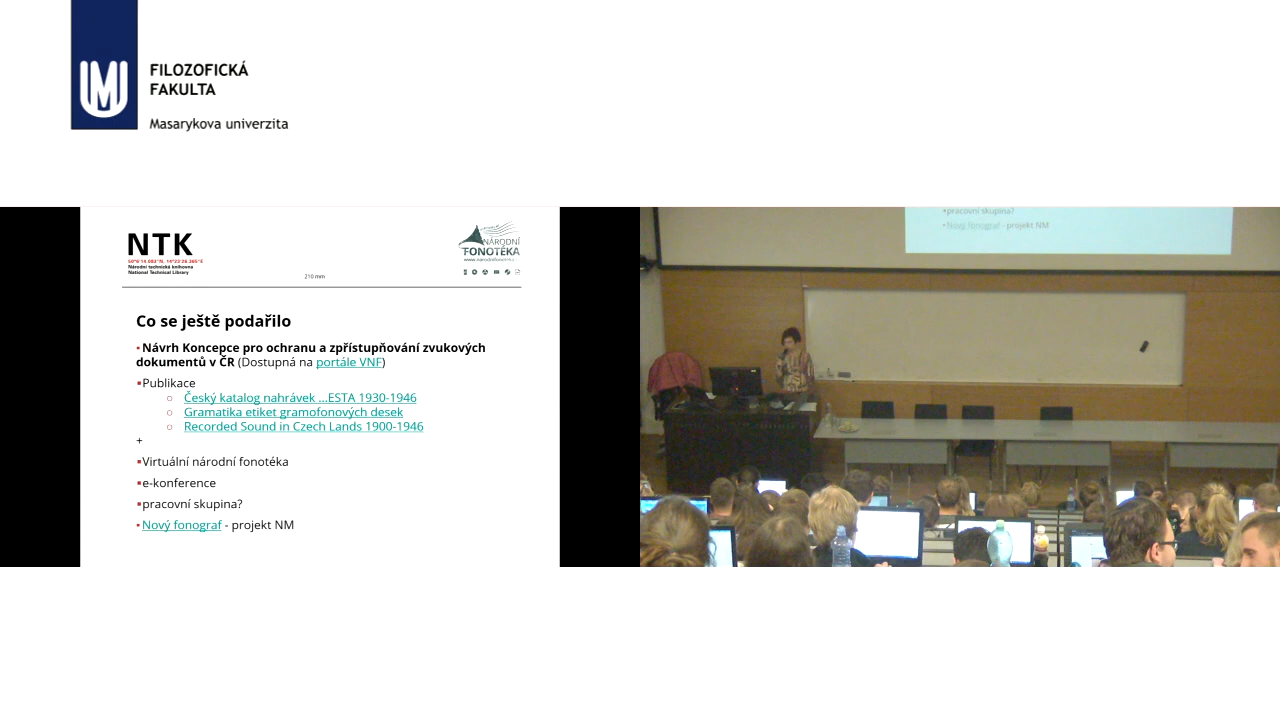 FILOZOFICKÁ
FAKULTA
Masarykova univerzita
NTK
Národní technická knihovna
National Technical Library
NÁRODNÍ
FONOTÉKA
210 mm
Co se ještě podařilo
▪Návrh Koncepce pro ochranu a zpřístupňování zvukových
dokumentů v ČR (Dostupná na portále VNF)
▪Publikace
○ Český katalog nahrávek ...ESTA 1930-1946
○ Gramatika etiket gramofonových desek
○ Recorded Sound in Czech Lands 1900-1946
+
▪Virtuální národní fonotéka
▪e-konference
▪pracovní skupina?
▪Nový fonograf - projekt NM
▪pracovní skupina?
▪Nový fonograf - projekt NM